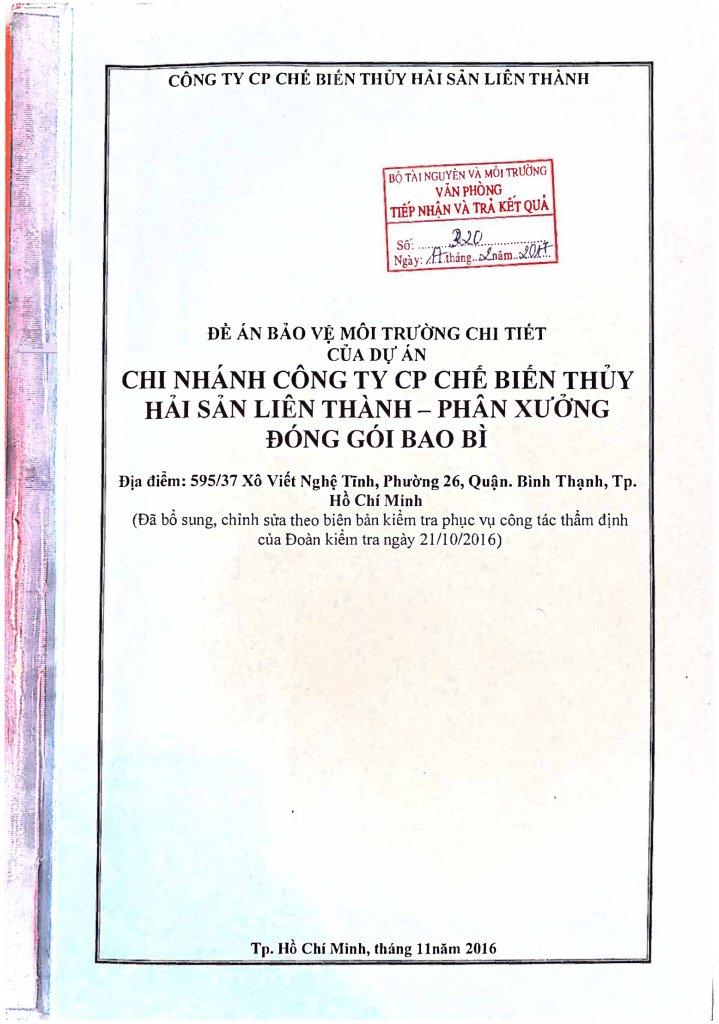 CÔNG TY CP CHẾ BIẾN THỦY HẢI SẢN LIÊN THÀNH
BỘ TÀI NGUYÊN VÀ MÔI TRƯỜNG
VĂN PHÒNG
TIẾP NHẬN VÀ TRẢ KẾT QUẢ
Số: 320
Ngày: tháng 2 năm 2017
ĐỀ ÁN BẢO VỆ MÔI TRƯỜNG CHI TIẾT
CỦA DỰ ÁN
CHI NHÁNH CÔNG TY CP CHẾ BIẾN THỦY
HẢI SẢN LIÊN THÀNH – PHÂN XƯỞNG
ĐÓNG GÓI BAO BÌ
Địa điểm: 595/37 Xô Viết Nghệ Tĩnh, Phường 26, Quận. Bình Thạnh, Tp.
Hồ Chí Minh
(Đã bổ sung, chỉnh sửa theo biên bản kiểm tra phục vụ công tác thẩm định
của Đoàn kiểm tra ngày 21/10/2016)
Tp. Hồ Chí Minh, tháng 11năm 2016